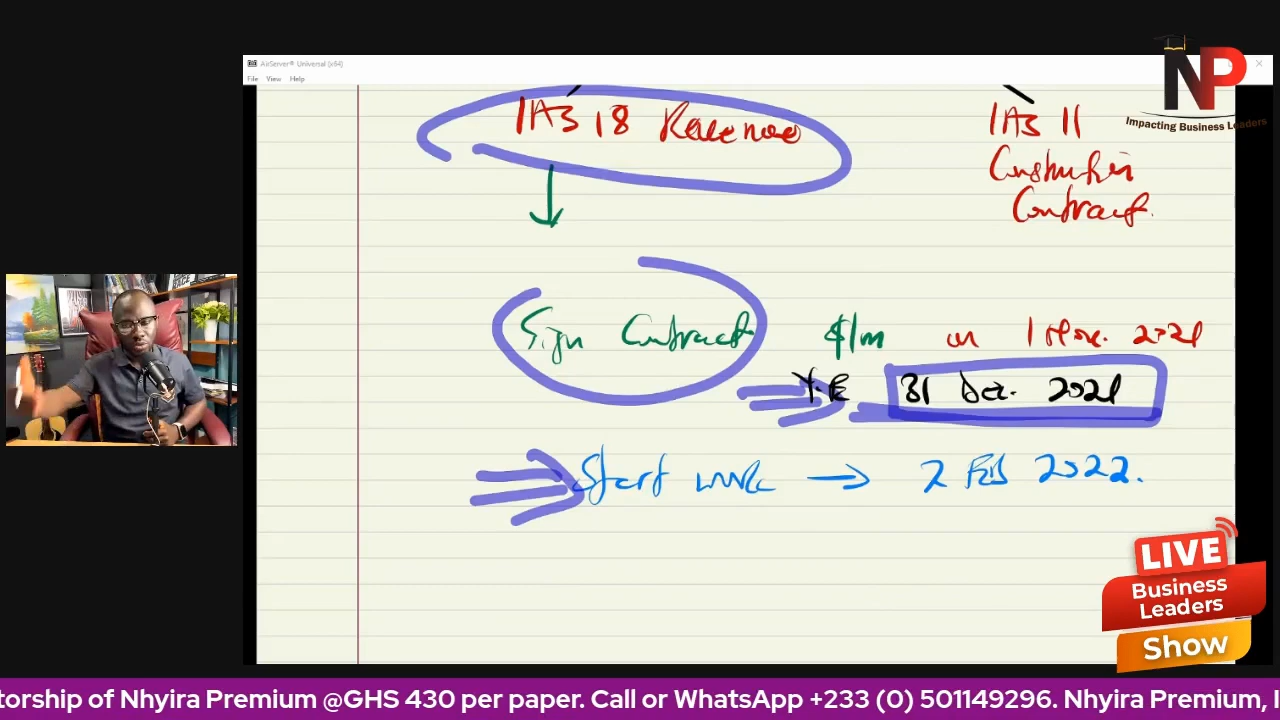 AirServer® Universal (x64)
File View Help
NP
Impacting Business Leaders
IAS 18 Revenue
IAS 11
Construction
Contract.
Sign Contract $1m on 1 Nov. 2021
Y.E 31 Dec. 2021
Start work → 2 Feb 2022.
LIVE
Business
Leaders
Show
torship of Nhyira Premium @GHS 430 per paper. Call or WhatsApp +233 (0) 501149296. Nhyira Premium,